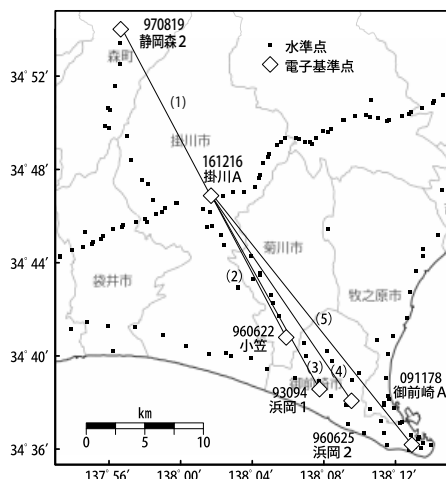 970819
静岡森2
水準点
電子基準点
34° 52′
森町
(1)
34° 48′
掛川市
161216
掛川A
34° 44′
菊川市
袋井市
(2)
牧之原市
(5)
34° 40′
960622
小笠
(3)
(4)
御前崎市
091178
御前崎A
93094
浜岡1
km
0
5
10
960625
浜岡2
34° 36′
137° 56′
138° 00′
138° 04′
138° 08′
138° 12′